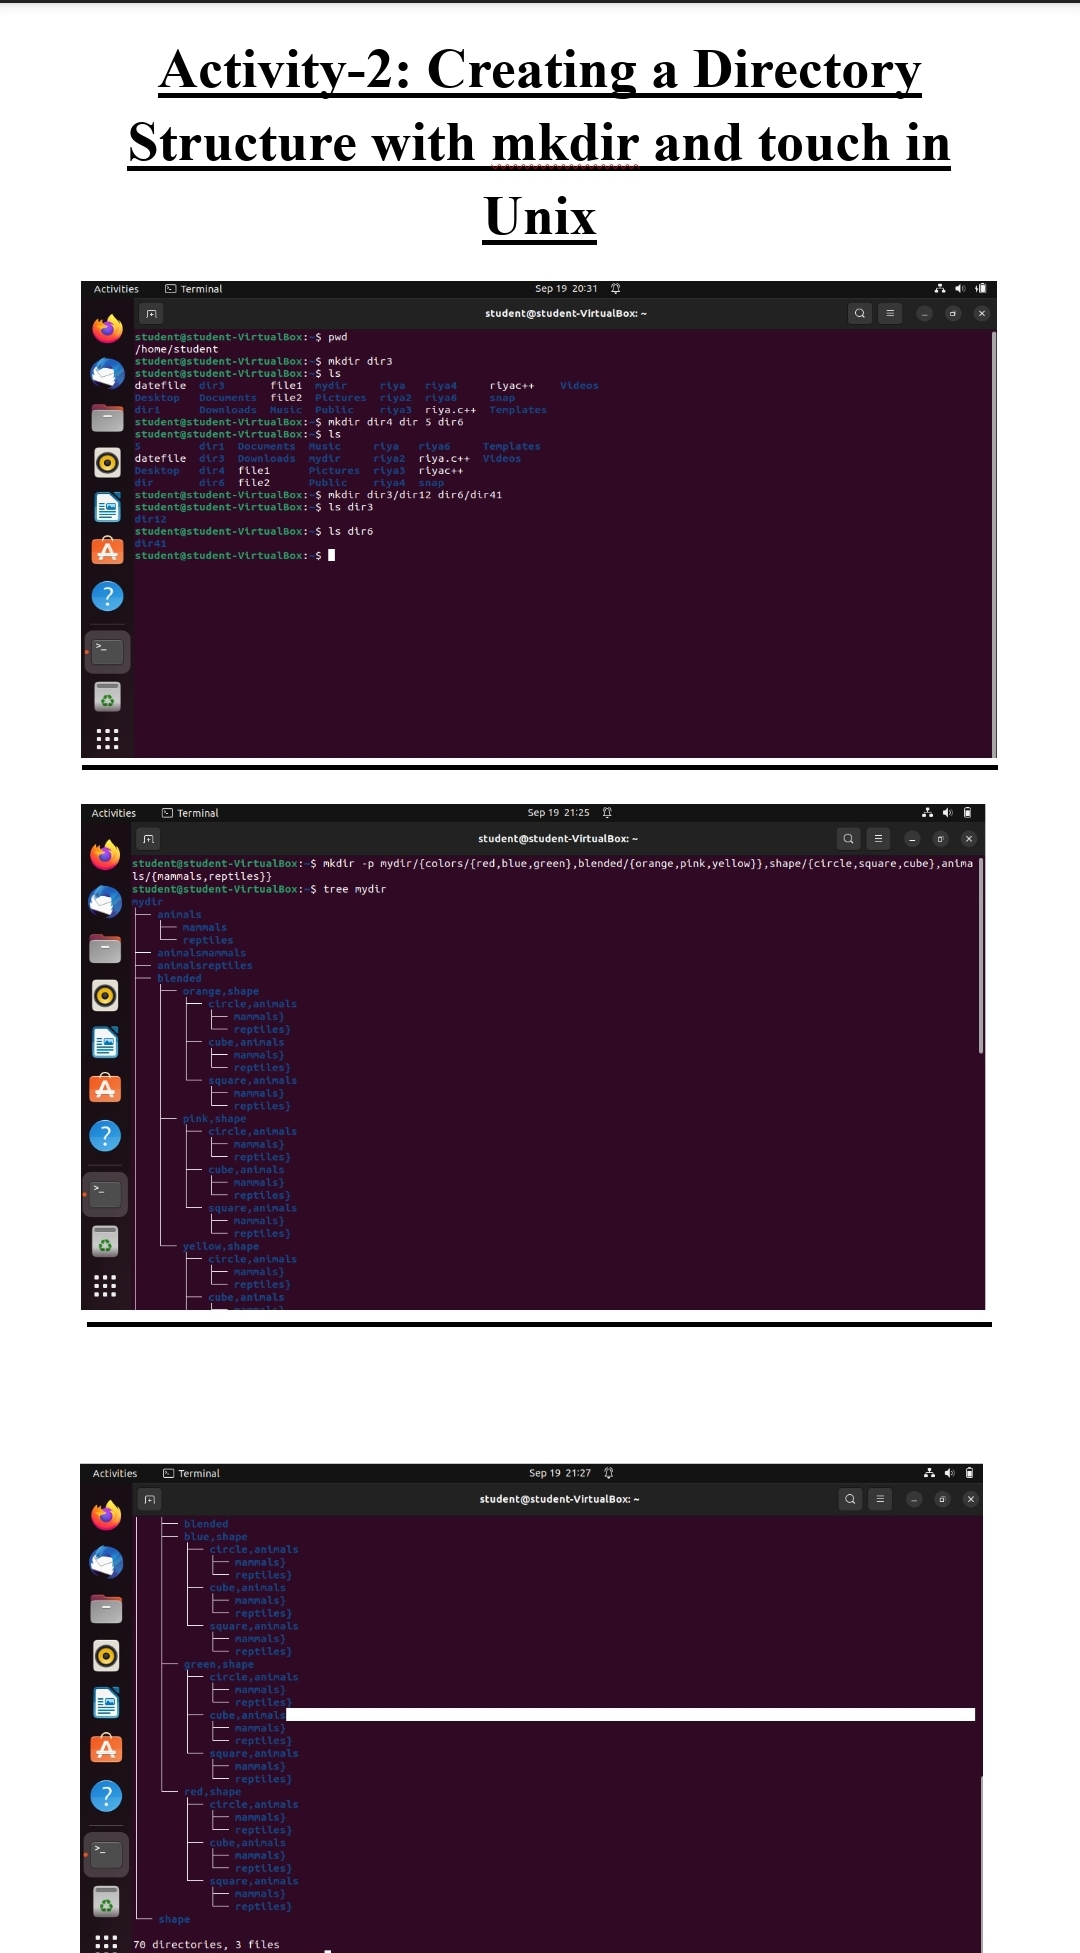 Activity-2: Creating a Directory
Structure with mkdir and touch in
Unix
Activities Terminal Sep 19 20:31
student@student-VirtualBox: ~
student@student-VirtualBox:~$ pwd
/home/student
student@student-VirtualBox:~$ mkdir dir3
student@student-VirtualBox:~$ ls
datefile dir3 file1 mydir riya riya4 riyac++ Videos
Desktop Documents file2 Pictures riya2 riya6 snap
dir1 Downloads Music Public riya3 riya.c++ Templates
student@student-VirtualBox:~$ mkdir dir4 dir 5 dir6
student@student-VirtualBox:~$ ls
5 dir1 Documents Music riya riya6 Templates
datefile dir3 Downloads mydir riya2 riya.c++ Videos
Desktop dir4 file1 Pictures riya3 riyac++
dir dir6 file2 Public riya4 snap
student@student-VirtualBox:~$ mkdir dir3/dir12 dir6/dir41
student@student-VirtualBox:~$ ls dir3
dir12
student@student-VirtualBox:~$ ls dir6
dir41
student@student-VirtualBox:~$
Activities Terminal Sep 19 21:25
student@student-VirtualBox: ~
student@student-VirtualBox:~$ mkdir -p mydir/{colors/{red,blue,green},blended/{orange,pink,yellow}},shape/{circle,square,cube},anima
ls/{mammals,reptiles}}
student@student-VirtualBox:~$ tree mydir
mydir
animals
mammals
reptiles
animalsmammals
animalsreptiles
blended
orange,shape
circle,animals
mammals}
reptiles}
cube,animals
mammals}
reptiles}
square,animals
mammals}
reptiles}
pink,shape
circle,animals
mammals}
reptiles}
cube,animals
mammals}
reptiles}
square,animals
mammals}
reptiles}
yellow,shape
circle,animals
mammals}
reptiles}
cube,animals
Activities Terminal Sep 19 21:27
student@student-VirtualBox: ~
blended
blue,shape
circle,animals
mammals}
reptiles}
cube,animals
mammals}
reptiles}
square,animals
mammals}
reptiles}
green,shape
circle,animals
mammals}
reptiles}
cube,animals
mammals}
reptiles}
square,animals
mammals}
reptiles}
red,shape
circle,animals
mammals}
reptiles}
cube,animals
mammals}
reptiles}
square,animals
mammals}
reptiles}
shape
70 directories, 3 files